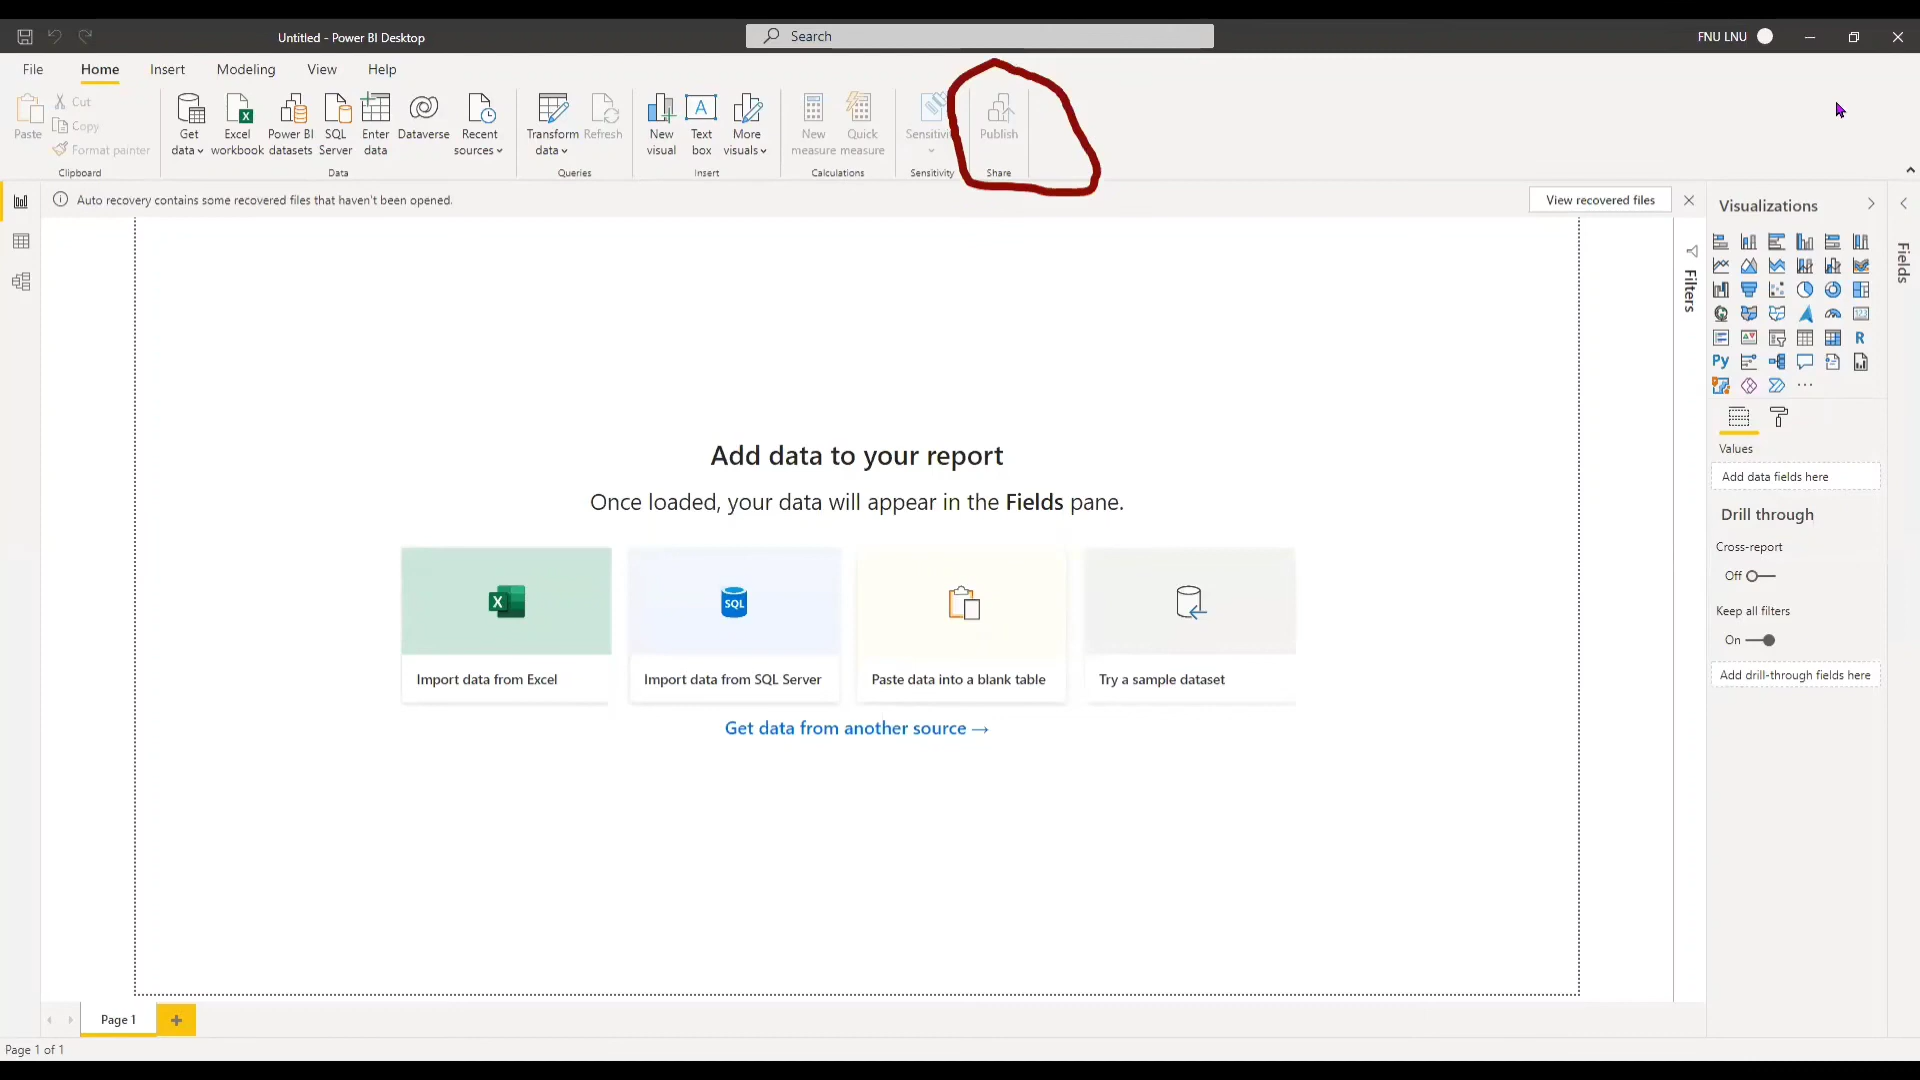 Untitled - Power BI Desktop
Search
FNU LNU
File Home Insert Modeling View Help
Paste
Cut
Copy
Format painter
Clipboard
Get data
Excel workbook
Power BI datasets
SQL Server
Enter data
Dataverse
Recent sources
Data
Transform data
Refresh
Queries
New visual
Text box
More visuals
Insert
New measure
Quick measure
Calculations
Sensitivi
Sensitivity
Publish
Share
Auto recovery contains some recovered files that haven't been opened.
View recovered files
Add data to your report
Once loaded, your data will appear in the Fields pane.
X
Import data from Excel
SQL
Import data from SQL Server
Paste data into a blank table
Try a sample dataset
Get data from another source →
Filters
Visualizations
R
Py
Values
Add data fields here
Drill through
Cross-report
Off
Keep all filters
On
Add drill-through fields here
Fields
Page 1
Page 1 of 1